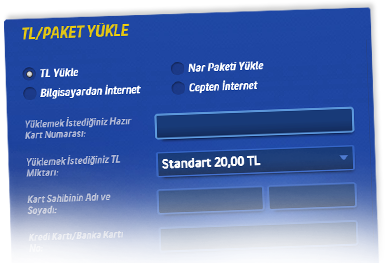 TL/PAKET YÜKLE
TL Yükle
Nar Paketi Yükle
Bilgisayardan İnternet
Cepten İnternet
Yüklemek İstediğiniz Hazır
Kart Numarası:
Yüklemek İstediğiniz TL
Miktarı:
Standart 20,00 TL
Kart Sahibinin Adı ve
Soyadı:
Kredi Kartı/Banka Kartı